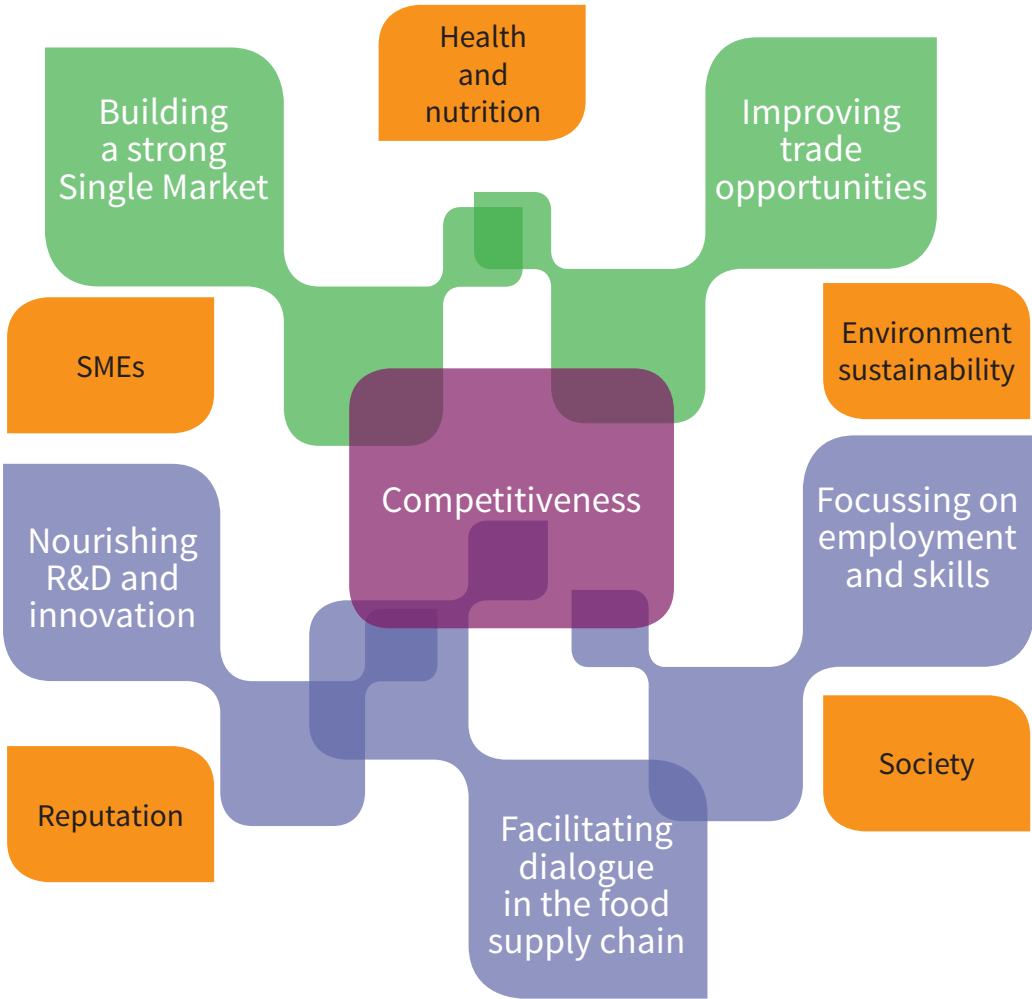 Health
and
nutrition
Building
a strong
Single Market
Improving
trade
opportunities
SMEs
Environment
sustainability
Competitiveness
Nourishing
R&D and
innovation
Focussing on
employment
and skills
Reputation
Society
Facilitating
dialogue
in the food
supply chain